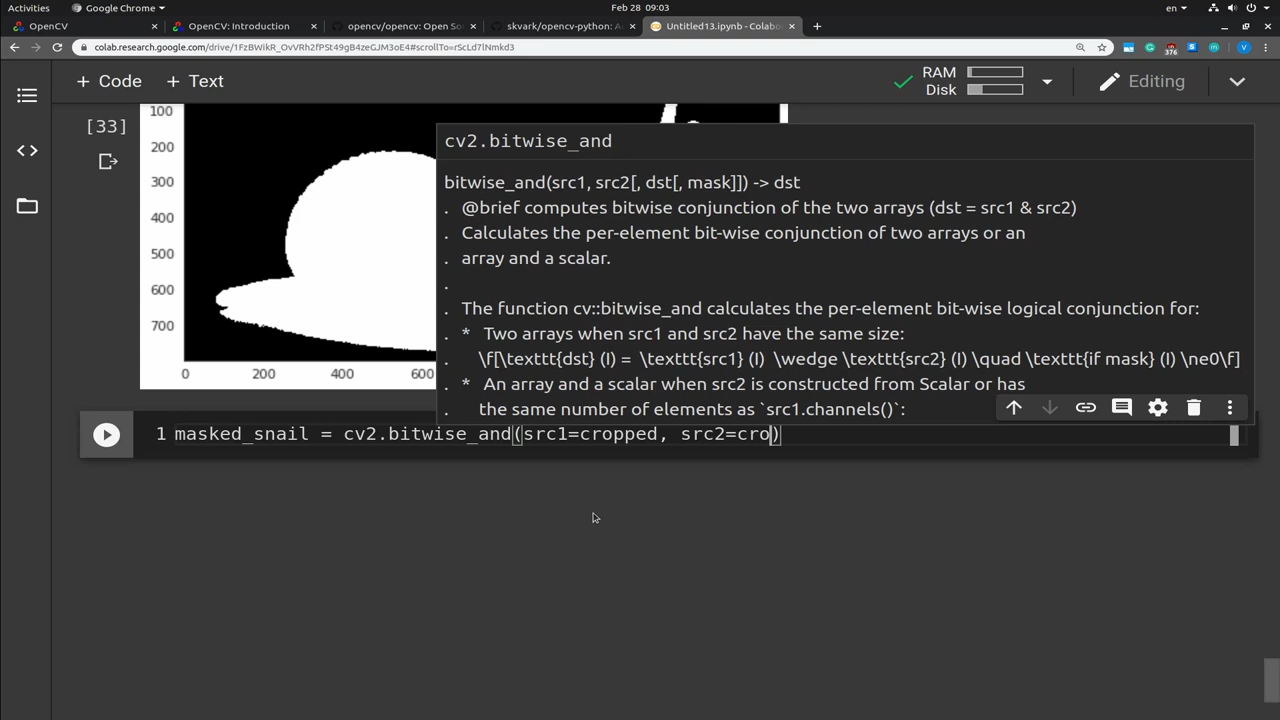 Activities
Google Chrome
Feb 28 09:03
en
OpenCV
OpenCV: Introduction
opencv/opencv: Open So
skvark/opencv-python: A
Untitled13.ipynb - Colabo
colab.research.google.com/drive/1FzBWikR_OvVRh2fPSt49gB4zeGJM3oE4#scrollTo=rScLd7lNmkd3
376
V
+ Code
+ Text
RAM
Disk
Editing
[33]
100
200
300
400
500
600
700
0
200
400
600
cv2.bitwise_and
bitwise_and(src1, src2[, dst[, mask]]) -> dst
. @brief computes bitwise conjunction of the two arrays (dst = src1 & src2)
. Calculates the per-element bit-wise conjunction of two arrays or an
. array and a scalar.
.
. The function cv::bitwise_and calculates the per-element bit-wise logical conjunction for:
. * Two arrays when src1 and src2 have the same size:
. \f[\texttt{dst} (I) = \texttt{src1} (I) \wedge \texttt{src2} (I) \quad \texttt{if mask} (I) \ne0\f]
. * An array and a scalar when src2 is constructed from Scalar or has
. the same number of elements as `src1.channels()`:
1 masked_snail = cv2.bitwise_and(src1=cropped, src2=cro)